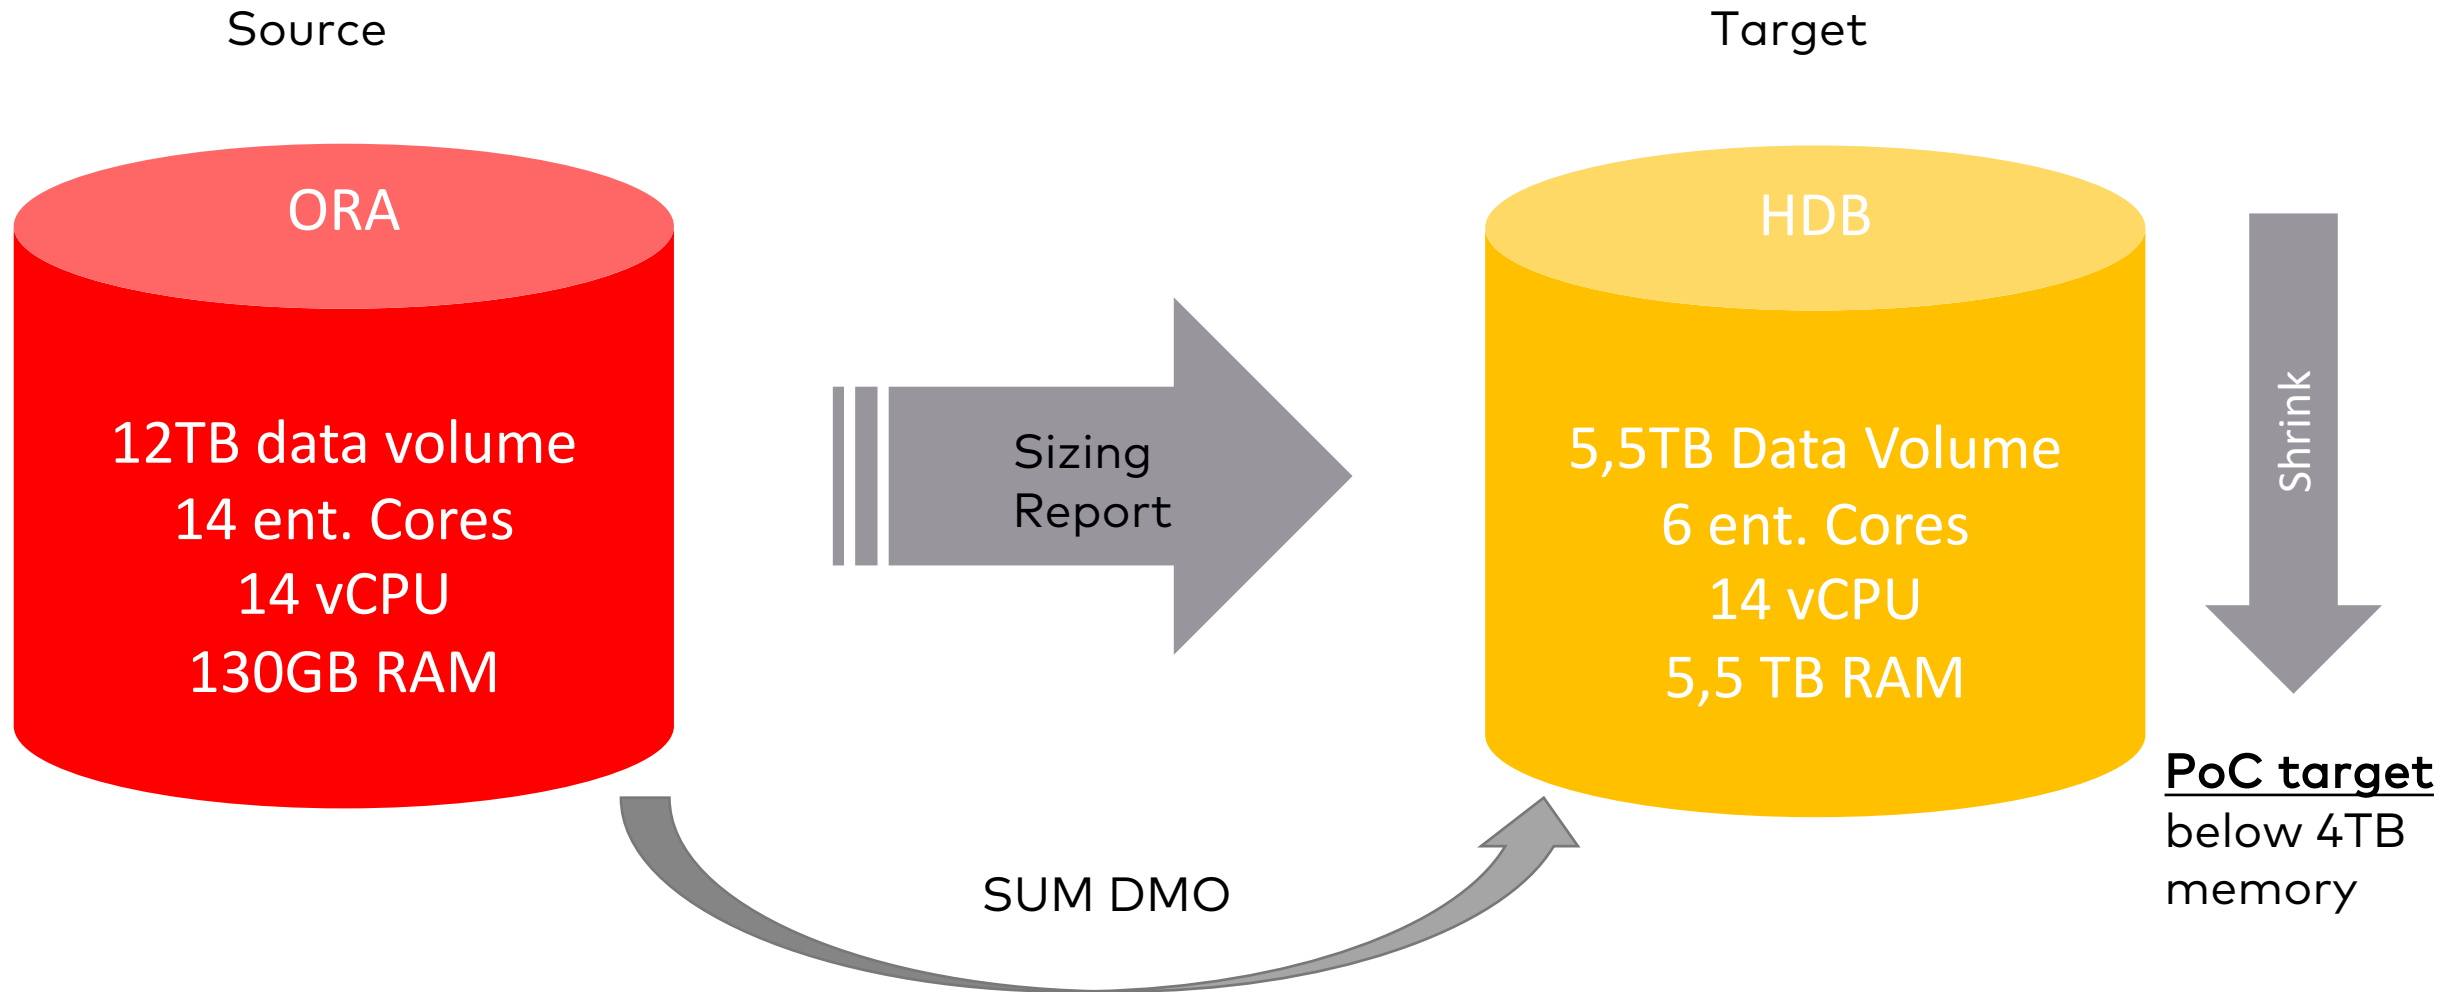 Source
Target
ORA
12TB data volume
14 ent. Cores
14 vCPU
130GB RAM
Sizing
Report
HDB
5,5TB Data Volume
6 ent. Cores
14 vCPU
5,5 TB RAM
Shrink
PoC target
below 4TB
memory
SUM DMO